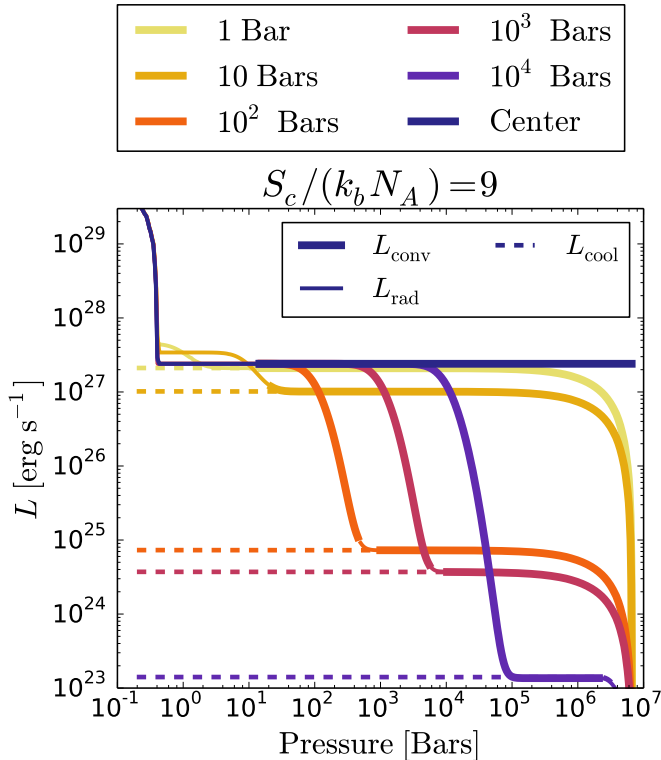 1 Bar
10 Bars
10² Bars
10³ Bars
10⁴ Bars
Center
S_c/(k_b N_A) = 9
L_conv
L_rad
L_cool
L [erg s⁻¹]
10²⁹
10²⁸
10²⁷
10²⁶
10²⁵
10²⁴
10²³
10⁻¹ 10⁰ 10¹ 10² 10³ 10⁴ 10⁵ 10⁶ 10⁷
Pressure [Bars]